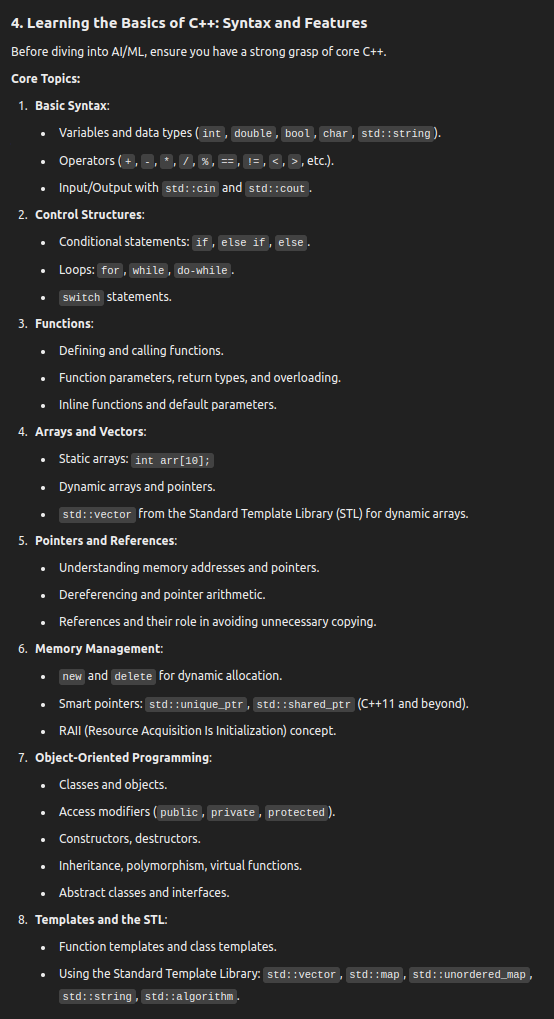 4. Learning the Basics of C++: Syntax and Features
Before diving into AI/ML, ensure you have a strong grasp of core C++.
Core Topics:
1. Basic Syntax:
• Variables and data types (int, double, bool, char, std::string).
• Operators (+, -, *, /, %, ==, !=, <, >, etc.).
• Input/Output with std::cin and std::cout.
2. Control Structures:
• Conditional statements: if, else if, else.
• Loops: for, while, do-while.
• switch statements.
3. Functions:
• Defining and calling functions.
• Function parameters, return types, and overloading.
• Inline functions and default parameters.
4. Arrays and Vectors:
• Static arrays: int arr[10];
• Dynamic arrays and pointers.
• std::vector from the Standard Template Library (STL) for dynamic arrays.
5. Pointers and References:
• Understanding memory addresses and pointers.
• Dereferencing and pointer arithmetic.
• References and their role in avoiding unnecessary copying.
6. Memory Management:
• new and delete for dynamic allocation.
• Smart pointers: std::unique_ptr, std::shared_ptr (C++11 and beyond).
• RAII (Resource Acquisition Is Initialization) concept.
7. Object-Oriented Programming:
• Classes and objects.
• Access modifiers (public, private, protected).
• Constructors, destructors.
• Inheritance, polymorphism, virtual functions.
• Abstract classes and interfaces.
8. Templates and the STL:
• Function templates and class templates.
• Using the Standard Template Library: std::vector, std::map, std::unordered_map,
std::string, std::algorithm.